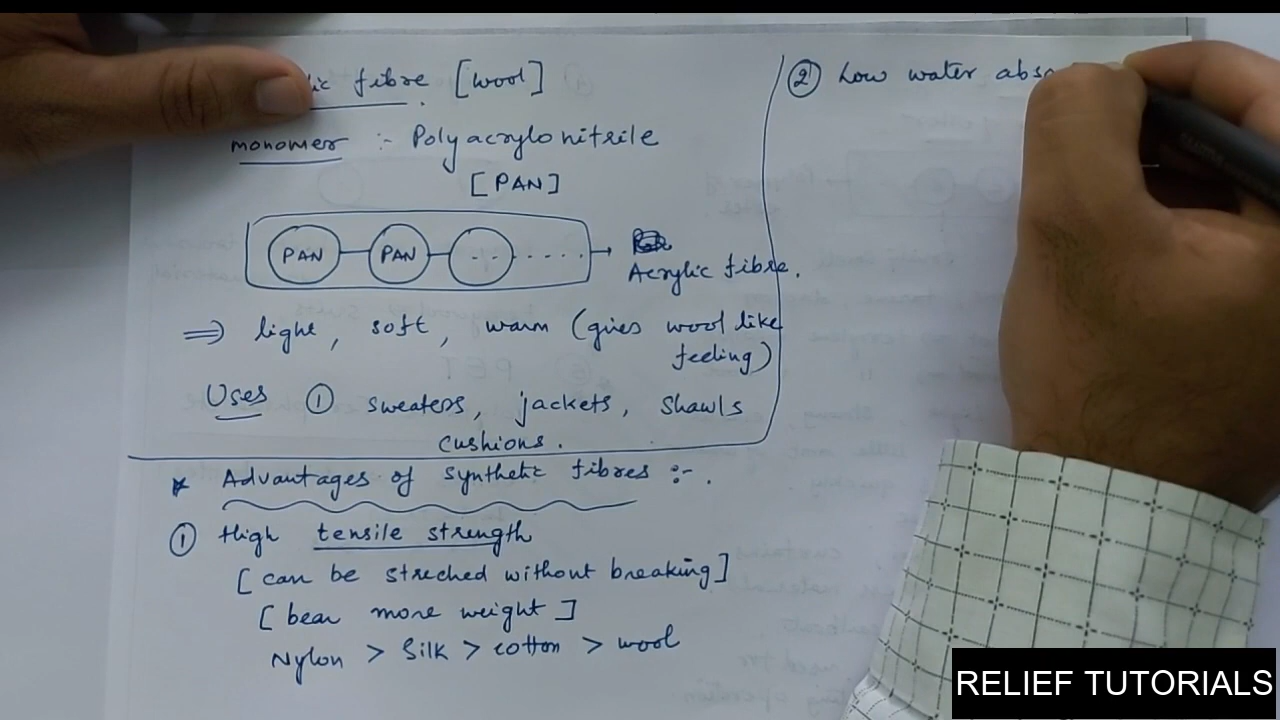 ic fibre [wool]
monomer :- Polyacrylonitrile
[PAN]
PAN PAN ........
Acrylic fibre.
⇒ light, soft, warm (gives wool like
feeling)
Uses ① sweaters, jackets, shawls
cushions.
* Advantages of synthetic fibres :-.
① High tensile strength
[can be streched without breaking]
[bear more weight]
Nylon > Silk > cotton > wool
② Low water abso
RELIEF TUTORIALS